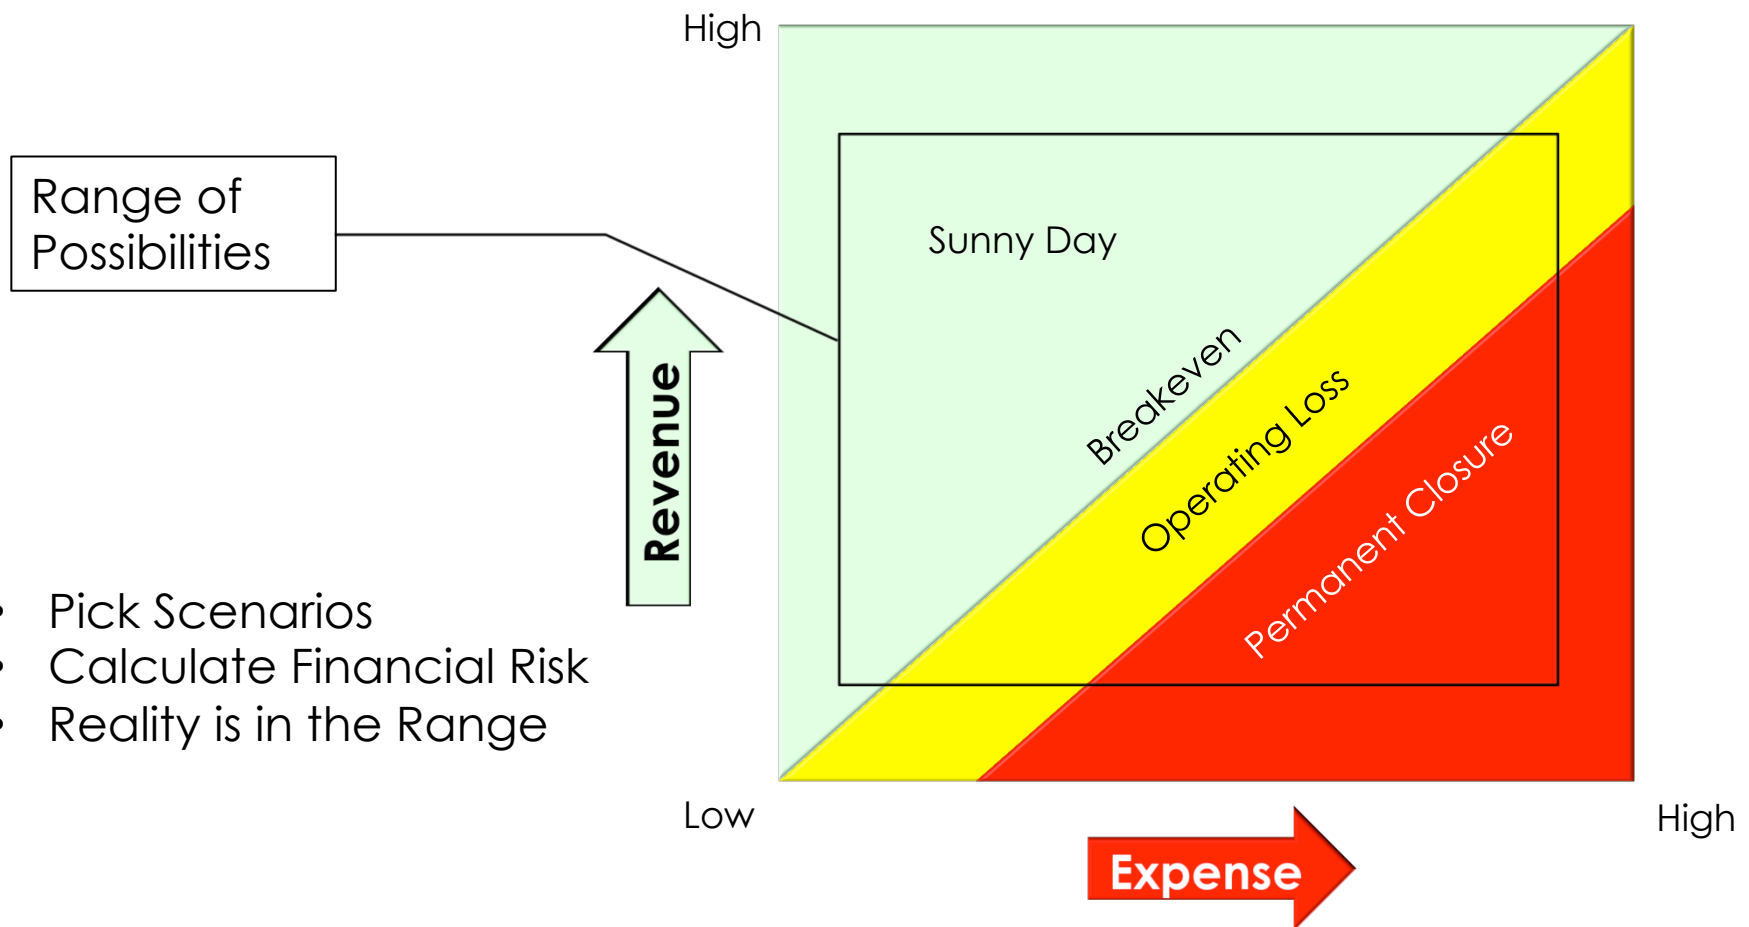 High
Range of
Possibilities
Sunny Day
Revenue
Breakeven
Operating Loss
Permanent Closure
• Pick Scenarios
• Calculate Financial Risk
• Reality is in the Range
Low
High
Expense